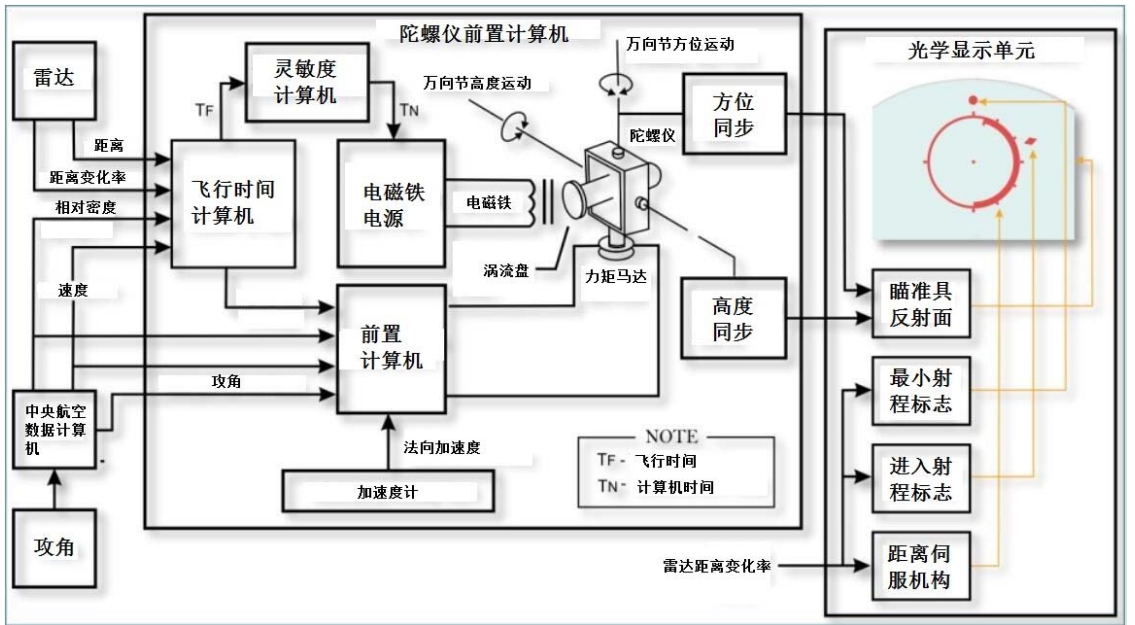 陀螺仪前置计算机
光学显示单元
雷达
灵敏度
计算机
万向节方位运动
万向节高度运动
方位
同步
TF
TN
陀螺仪
距离
距离变化率
相对密度
速度
飞行时间
计算机
电磁铁
电源
电磁铁
涡流盘
力矩马达
高度
同步
瞄准具
反射面
前置
计算机
攻角
最小射
程标志
中央航空
数据计算
机
法向加速度
NOTE
TF - 飞行时间
TN - 计算机时间
进入射
程标志
加速度计
攻角
雷达距离变化率
距离伺
服机构